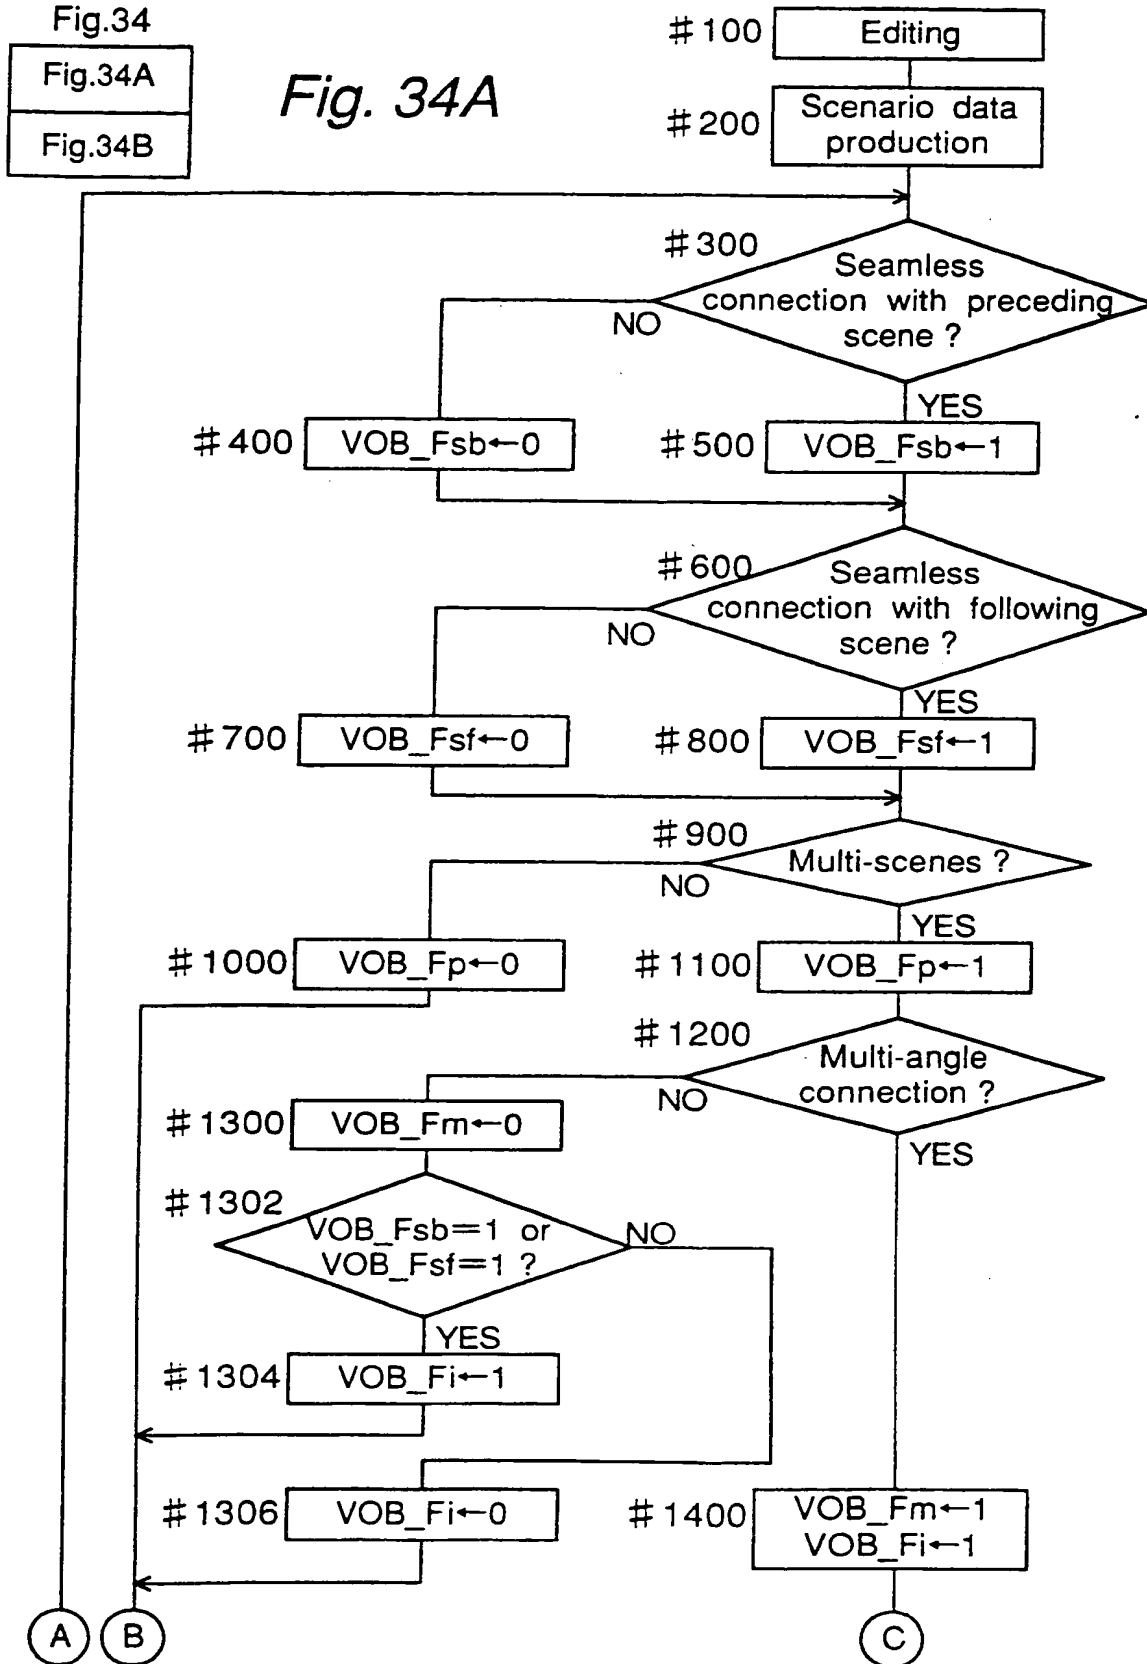 Fig.34
Fig.34A
Fig.34B
Fig. 34A
#100 Editing
#200 Scenario data
production
#300
Seamless
connection with preceding
scene ?
NO
YES
#400 VOB_Fsb←0
#500 VOB_Fsb←1
#600
Seamless
connection with following
scene ?
NO
YES
#700 VOB_Fsf←0
#800 VOB_Fsf←1
#900
Multi-scenes ?
NO
YES
#1000 VOB_Fp←0
#1100 VOB_Fp←1
#1200
Multi-angle
connection ?
NO
YES
#1300 VOB_Fm←0
#1302
VOB_Fsb=1 or
VOB_Fsf=1 ?
NO
YES
#1304 VOB_Fi←1
#1306 VOB_Fi←0
#1400 VOB_Fm←1
VOB_Fi←1
A B C